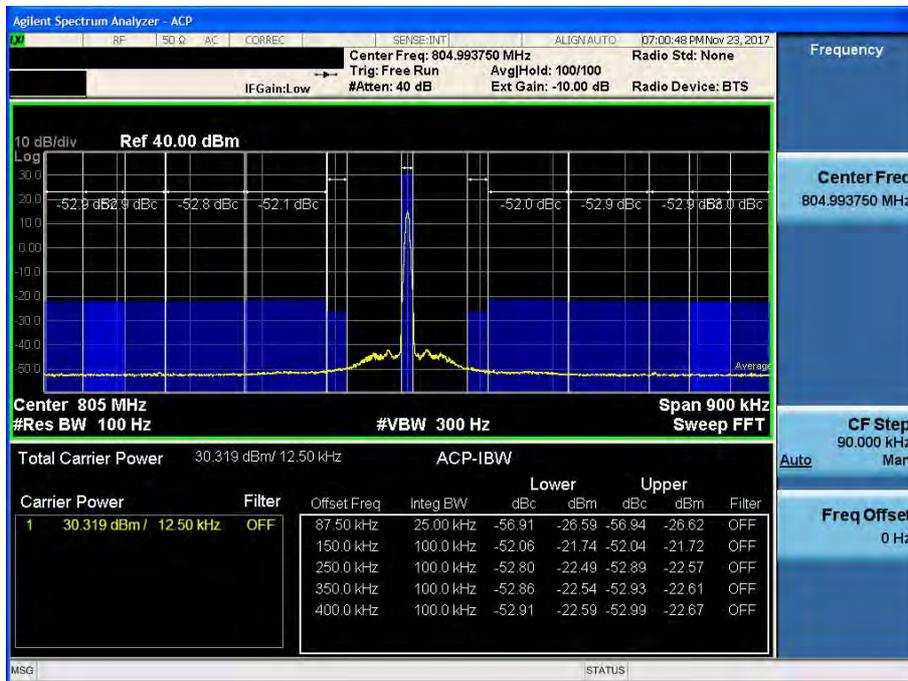 Agilent Spectrum Analyzer - ACP
LXI RF 50 Ω AC CORREC SENSE:INT ALIGN AUTO 07:00:48 PM Nov 23, 2017
Center Freq: 804.993750 MHz Radio Std: None
Trig: Free Run Avg|Hold: 100/100
IFGain:Low #Atten: 40 dB Ext Gain: -10.00 dB Radio Device: BTS
10 dB/div Ref 40.00 dBm
Log
30.0
20.0
-52.9 dBc -52.8 dBc -52.1 dBc -52.0 dBc -52.9 dBc -52.9
10.0
0.00
-10.0
-20.0
-30.0
-40.0
-50.0
Average
Center 805 MHz Span 900 kHz
#Res BW 100 Hz #VBW 300 Hz Sweep FFT
Total Carrier Power 30.319 dBm/ 12.50 kHz ACP-IBW
Lower Upper
Carrier Power Filter
Offset Freq Integ BW dBc dBm dBc dBm Filter
1 30.319 dBm / 12.50 kHz OFF
87.50 kHz 25.00 kHz -56.91 -26.59 -56.94 -26.62 OFF
150.0 kHz 100.0 kHz -52.06 -21.74 -52.04 -21.72 OFF
250.0 kHz 100.0 kHz -52.80 -22.49 -52.89 -22.57 OFF
350.0 kHz 100.0 kHz -52.86 -22.54 -52.93 -22.61 OFF
400.0 kHz 100.0 kHz -52.91 -22.59 -52.99 -22.67 OFF
MSG STATUS
Frequency
Center Freq
804.993750 MHz
CF Step
90.000 kHz
Auto Man
Freq Offset
0 Hz